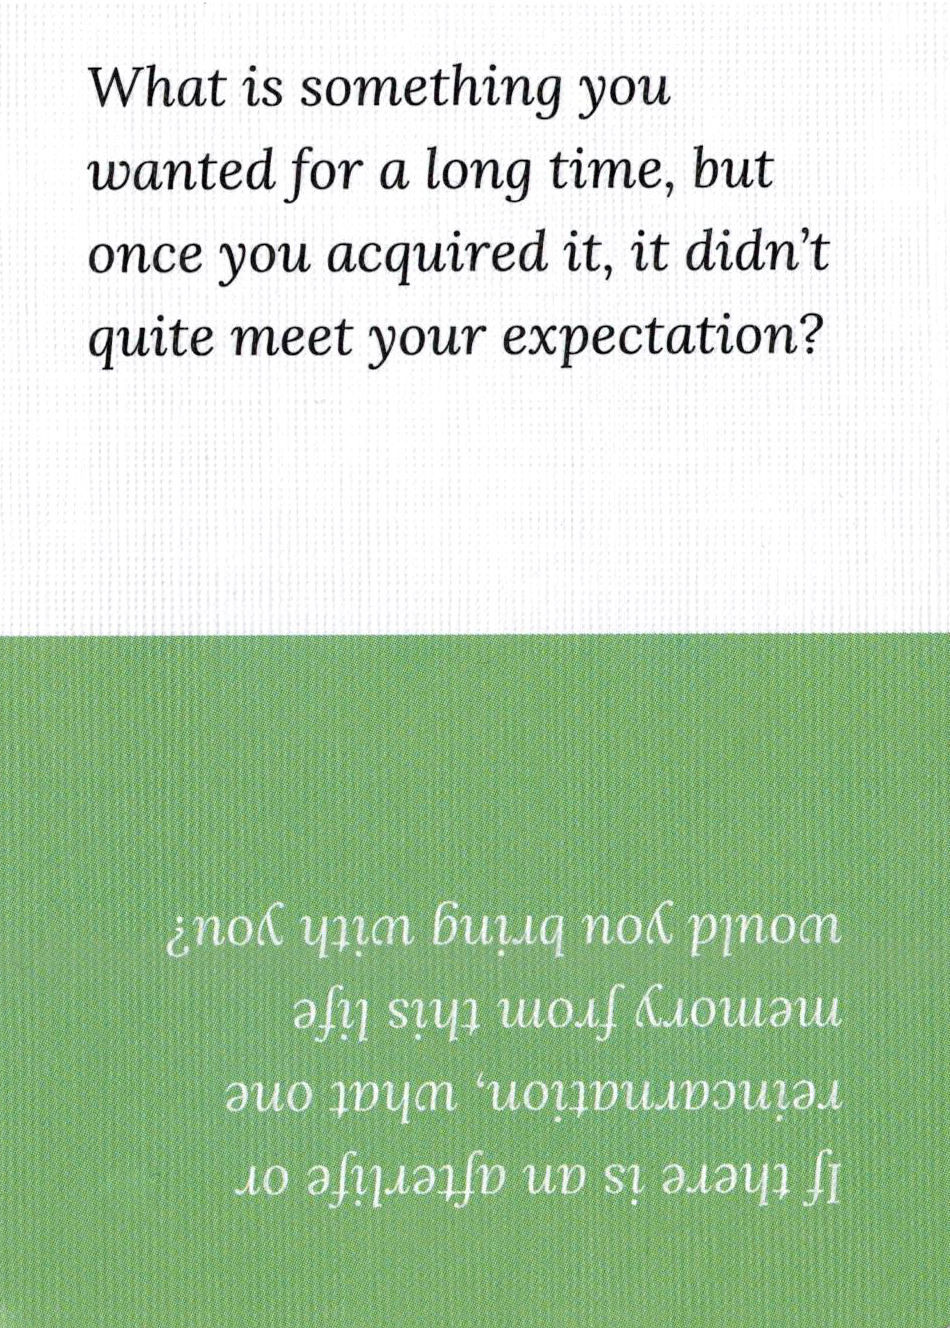 What is something you
wanted for a long time, but
once you acquired it, it didn’t
quite meet your expectation?
If there is an afterlife or
reincarnation, what one
memory from this life
would you bring with you?